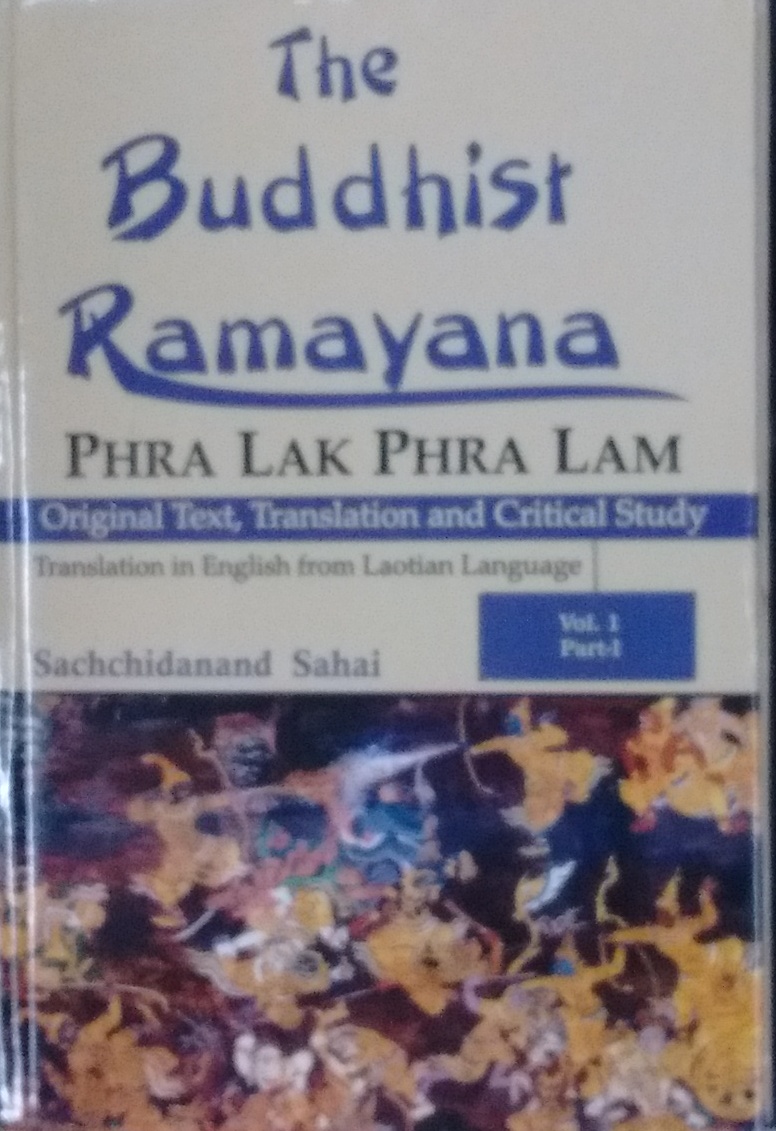 The
Buddhist
Ramayana
PHRA LAK PHRA LAM
Original Text, Translation and Critical Study
Translation in English from Laotian Language
Vol. 1
Part-I
Sachchidanand Sahai